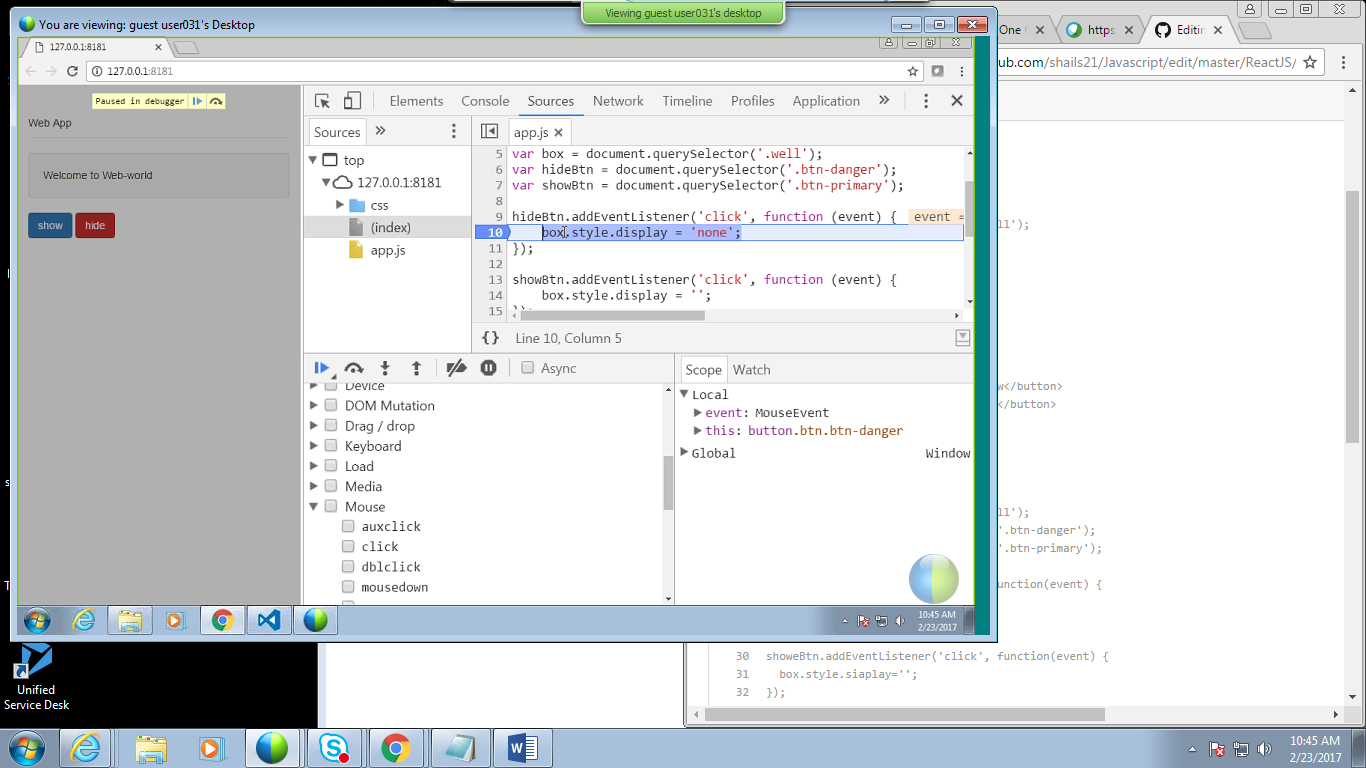 You are viewing: guest user031's Desktop
Viewing guest user031's desktop
127.0.0.1:8181
127.0.0.1:8181
One C
https
Editin
ub.com/shails21/Javascript/edit/master/ReactJS/
Paused in debugger
Web App
Welcome to Web-world
show
hide
Elements Console Sources Network Timeline Profiles Application
Sources
top
127.0.0.1:8181
css
(index)
app.js
app.js
5 var box = document.querySelector('.well');
6 var hideBtn = document.querySelector('.btn-danger');
7 var showBtn = document.querySelector('.btn-primary');
8
9 hideBtn.addEventListener('click', function (event) { event =
10 box.style.display = 'none';
11 });
12
13 showBtn.addEventListener('click', function (event) {
14 box.style.display = '';
15
{} Line 10, Column 5
Async
Device
DOM Mutation
Drag / drop
Keyboard
Load
Media
Mouse
auxclick
click
dblclick
mousedown
Scope Watch
Local
event: MouseEvent
this: button.btn.btn-danger
Global Window
10:45 AM
2/23/2017
ll');
w</button>
</button>
ll');
'.btn-danger');
'.btn-primary');
nction(event) {
30 showeBtn.addEventListener('click', function(event) {
31 box.style.siaplay='';
32 });
Unified
Service Desk
10:45 AM
2/23/2017